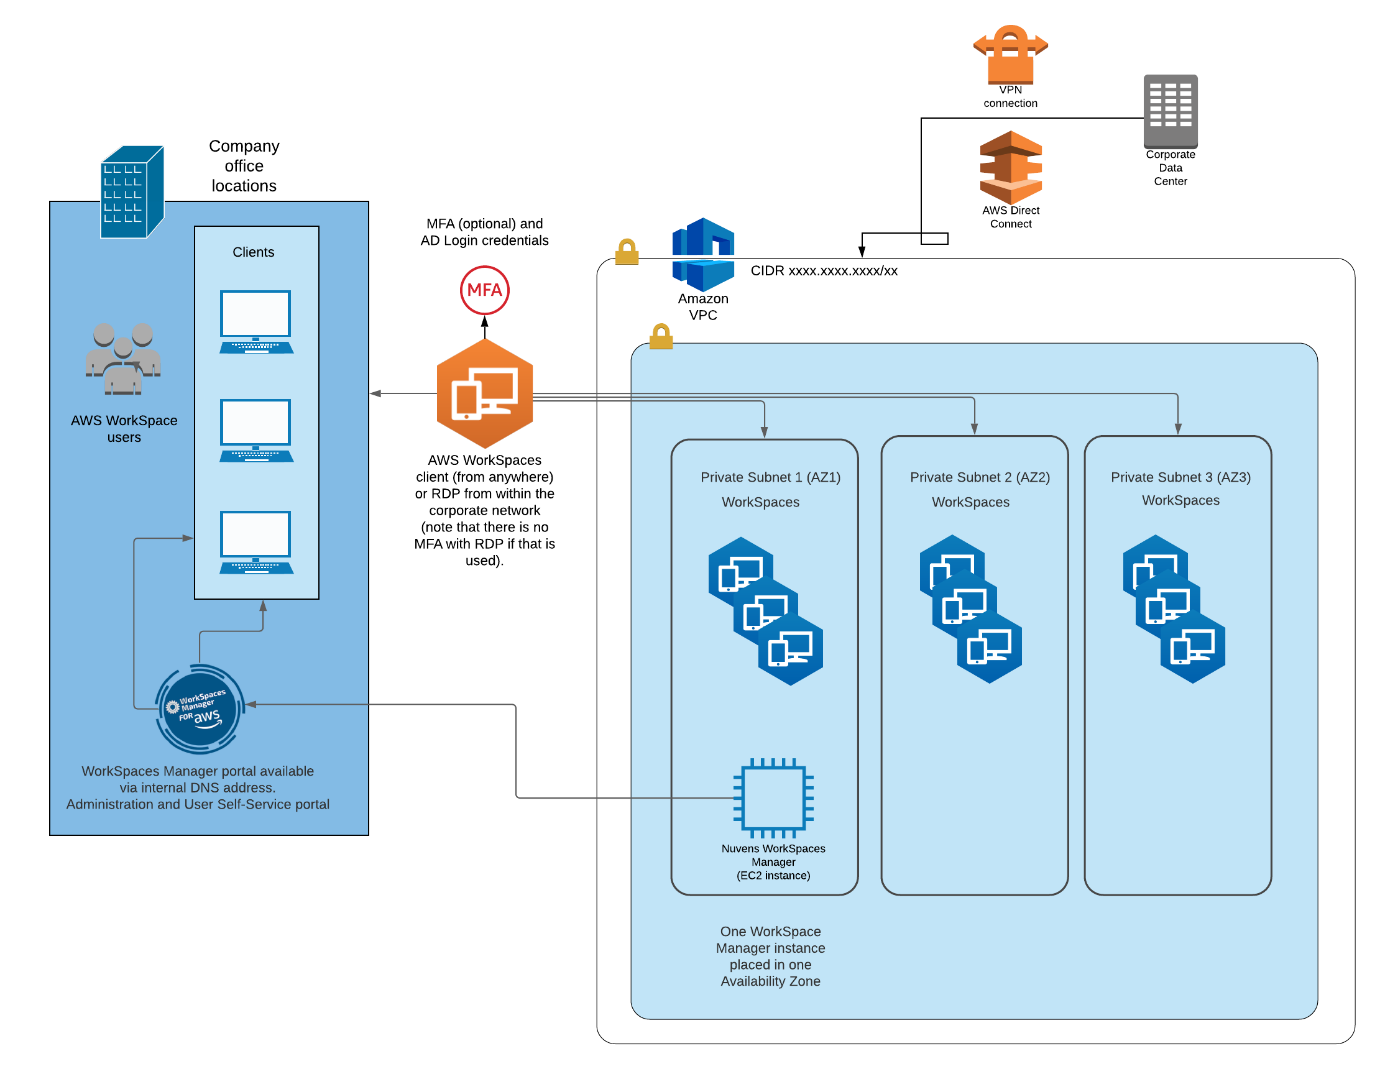 VPN
connection
Corporate
Data
Center
AWS Direct
Connect
Company
office
locations
Clients
AWS WorkSpace
users
WorkSpaces
Manager
FOR
aws
WorkSpaces Manager portal available
via internal DNS address.
Administration and User Self-Service portal
MFA (optional) and
AD Login credentials
MFA
AWS WorkSpaces
client (from anywhere)
or RDP from within the
corporate network
(note that there is no
MFA with RDP if that is
used).
Amazon
VPC
CIDR xxxx.xxxx.xxxx/xx
Private Subnet 1 (AZ1)
WorkSpaces
Private Subnet 2 (AZ2)
WorkSpaces
Private Subnet 3 (AZ3)
WorkSpaces
Nuvens WorkSpaces
Manager
(EC2 instance)
One WorkSpace
Manager instance
placed in one
Availability Zone